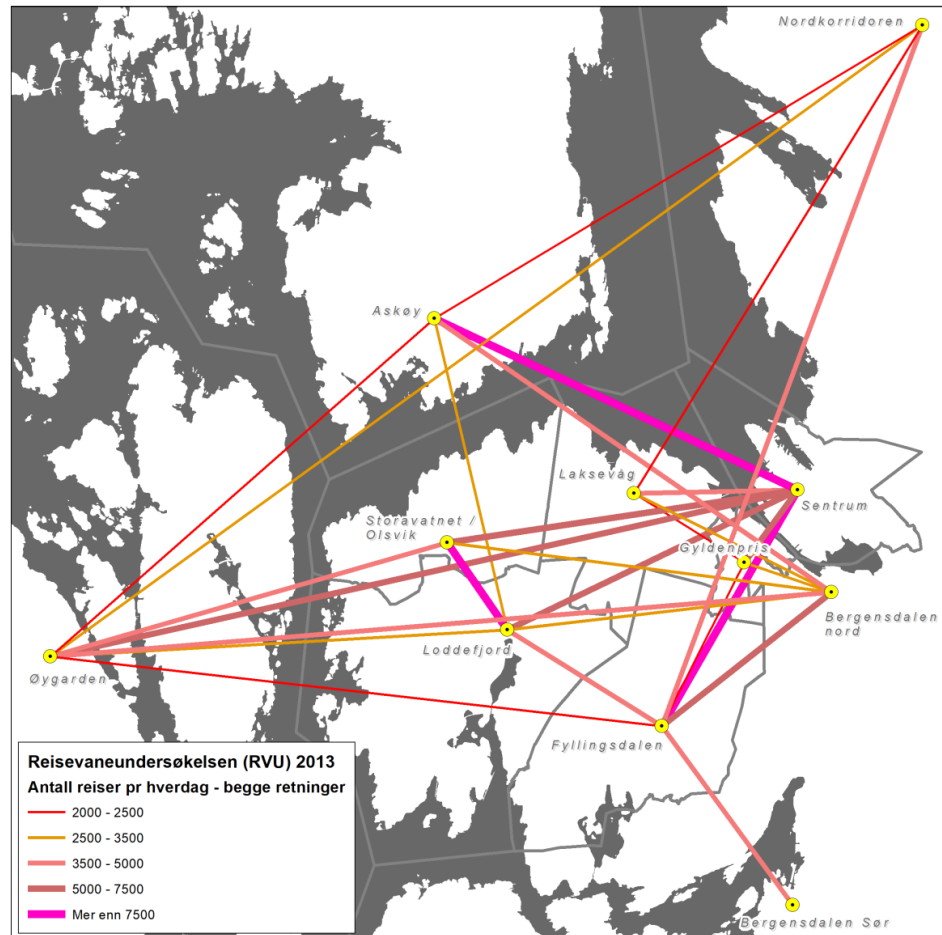 Nordkorridoren
Askøy
Laksevåg
Sentrum
Storavatnet /
Olsvik
Gyldenpris
Bergensdalen
nord
Loddefjord
Øygarden
Fyllingsdalen
Bergensdalen Sør
Reisevaneundersøkelsen (RVU) 2013
Antall reiser pr hverdag - begge retninger
2000 - 2500
2500 - 3500
3500 - 5000
5000 - 7500
Mer enn 7500